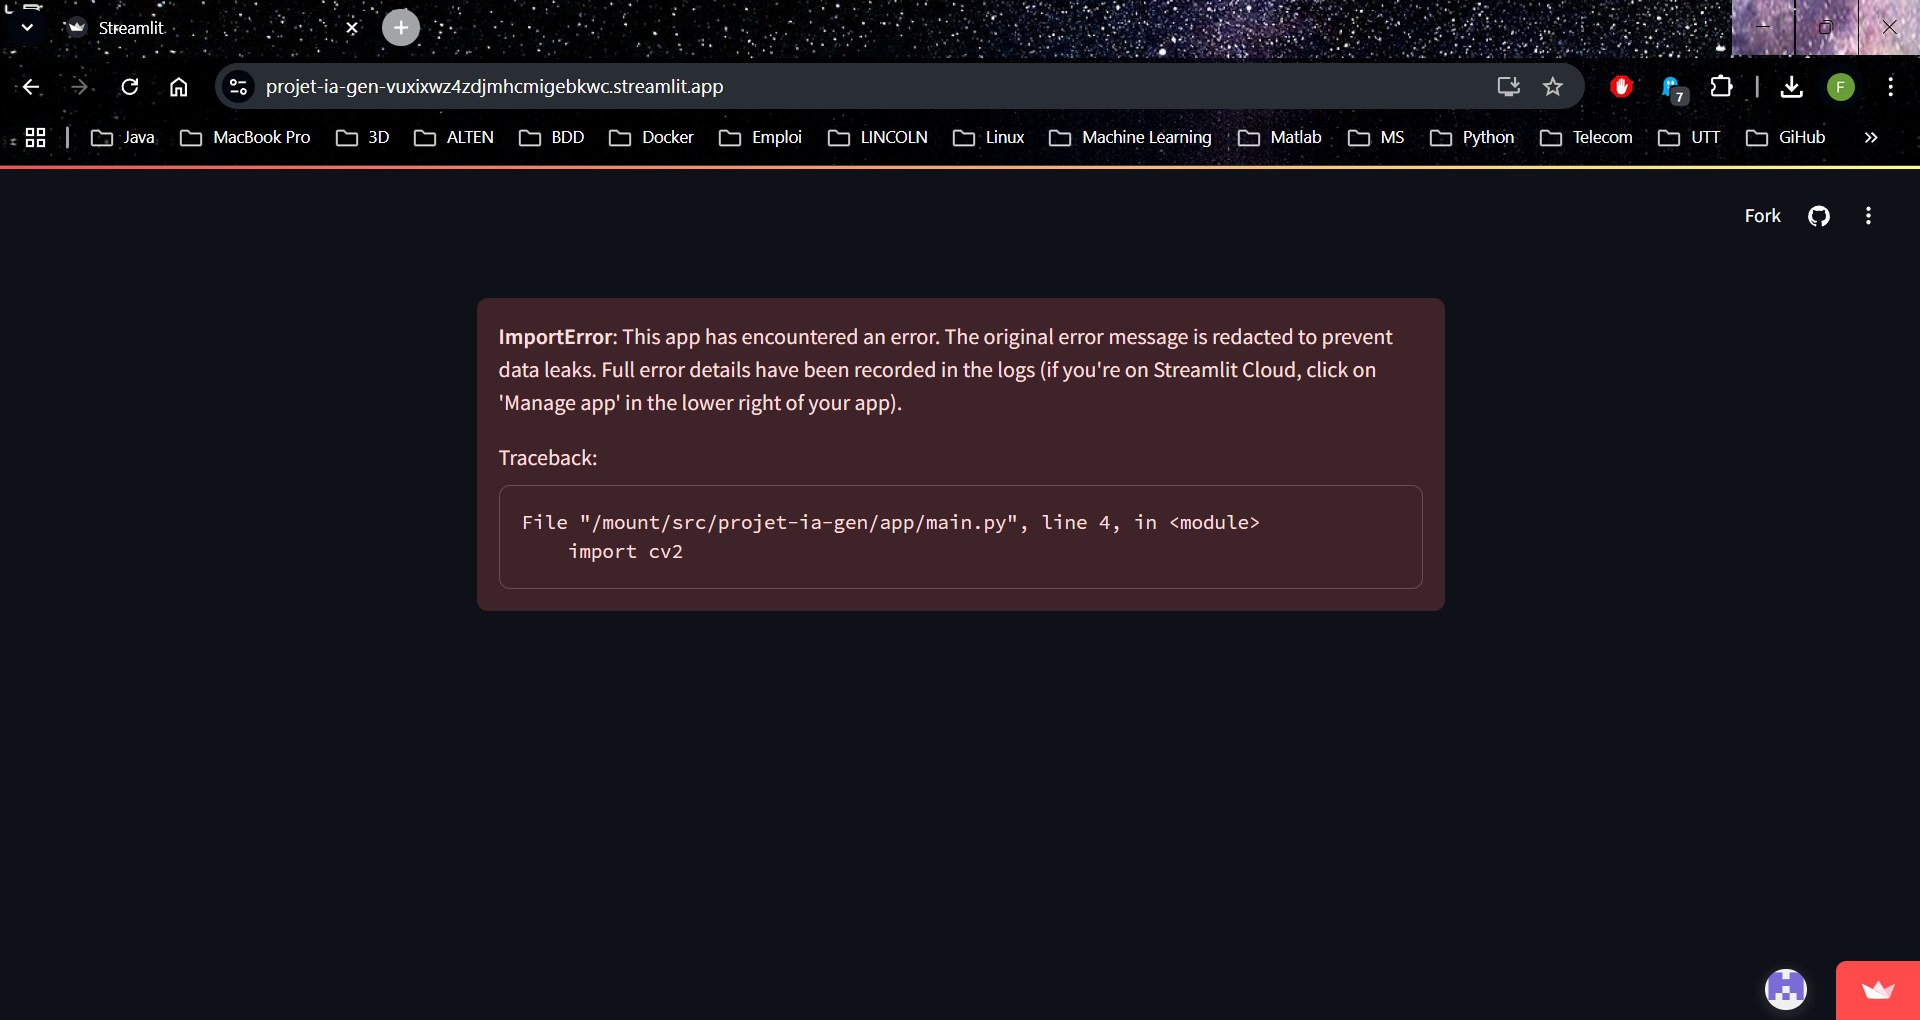 Streamlit
projet-ia-gen-vuxixwz4zdjmhcmigebkwc.streamlit.app
7
F
Java MacBook Pro 3D ALTEN BDD Docker Emploi LINCOLN Linux Machine Learning Matlab MS Python Telecom UTT GiHub »
Fork
ImportError: This app has encountered an error. The original error message is redacted to prevent
data leaks. Full error details have been recorded in the logs (if you're on Streamlit Cloud, click on
'Manage app' in the lower right of your app).
Traceback:
File "/mount/src/projet-ia-gen/app/main.py", line 4, in <module>
import cv2